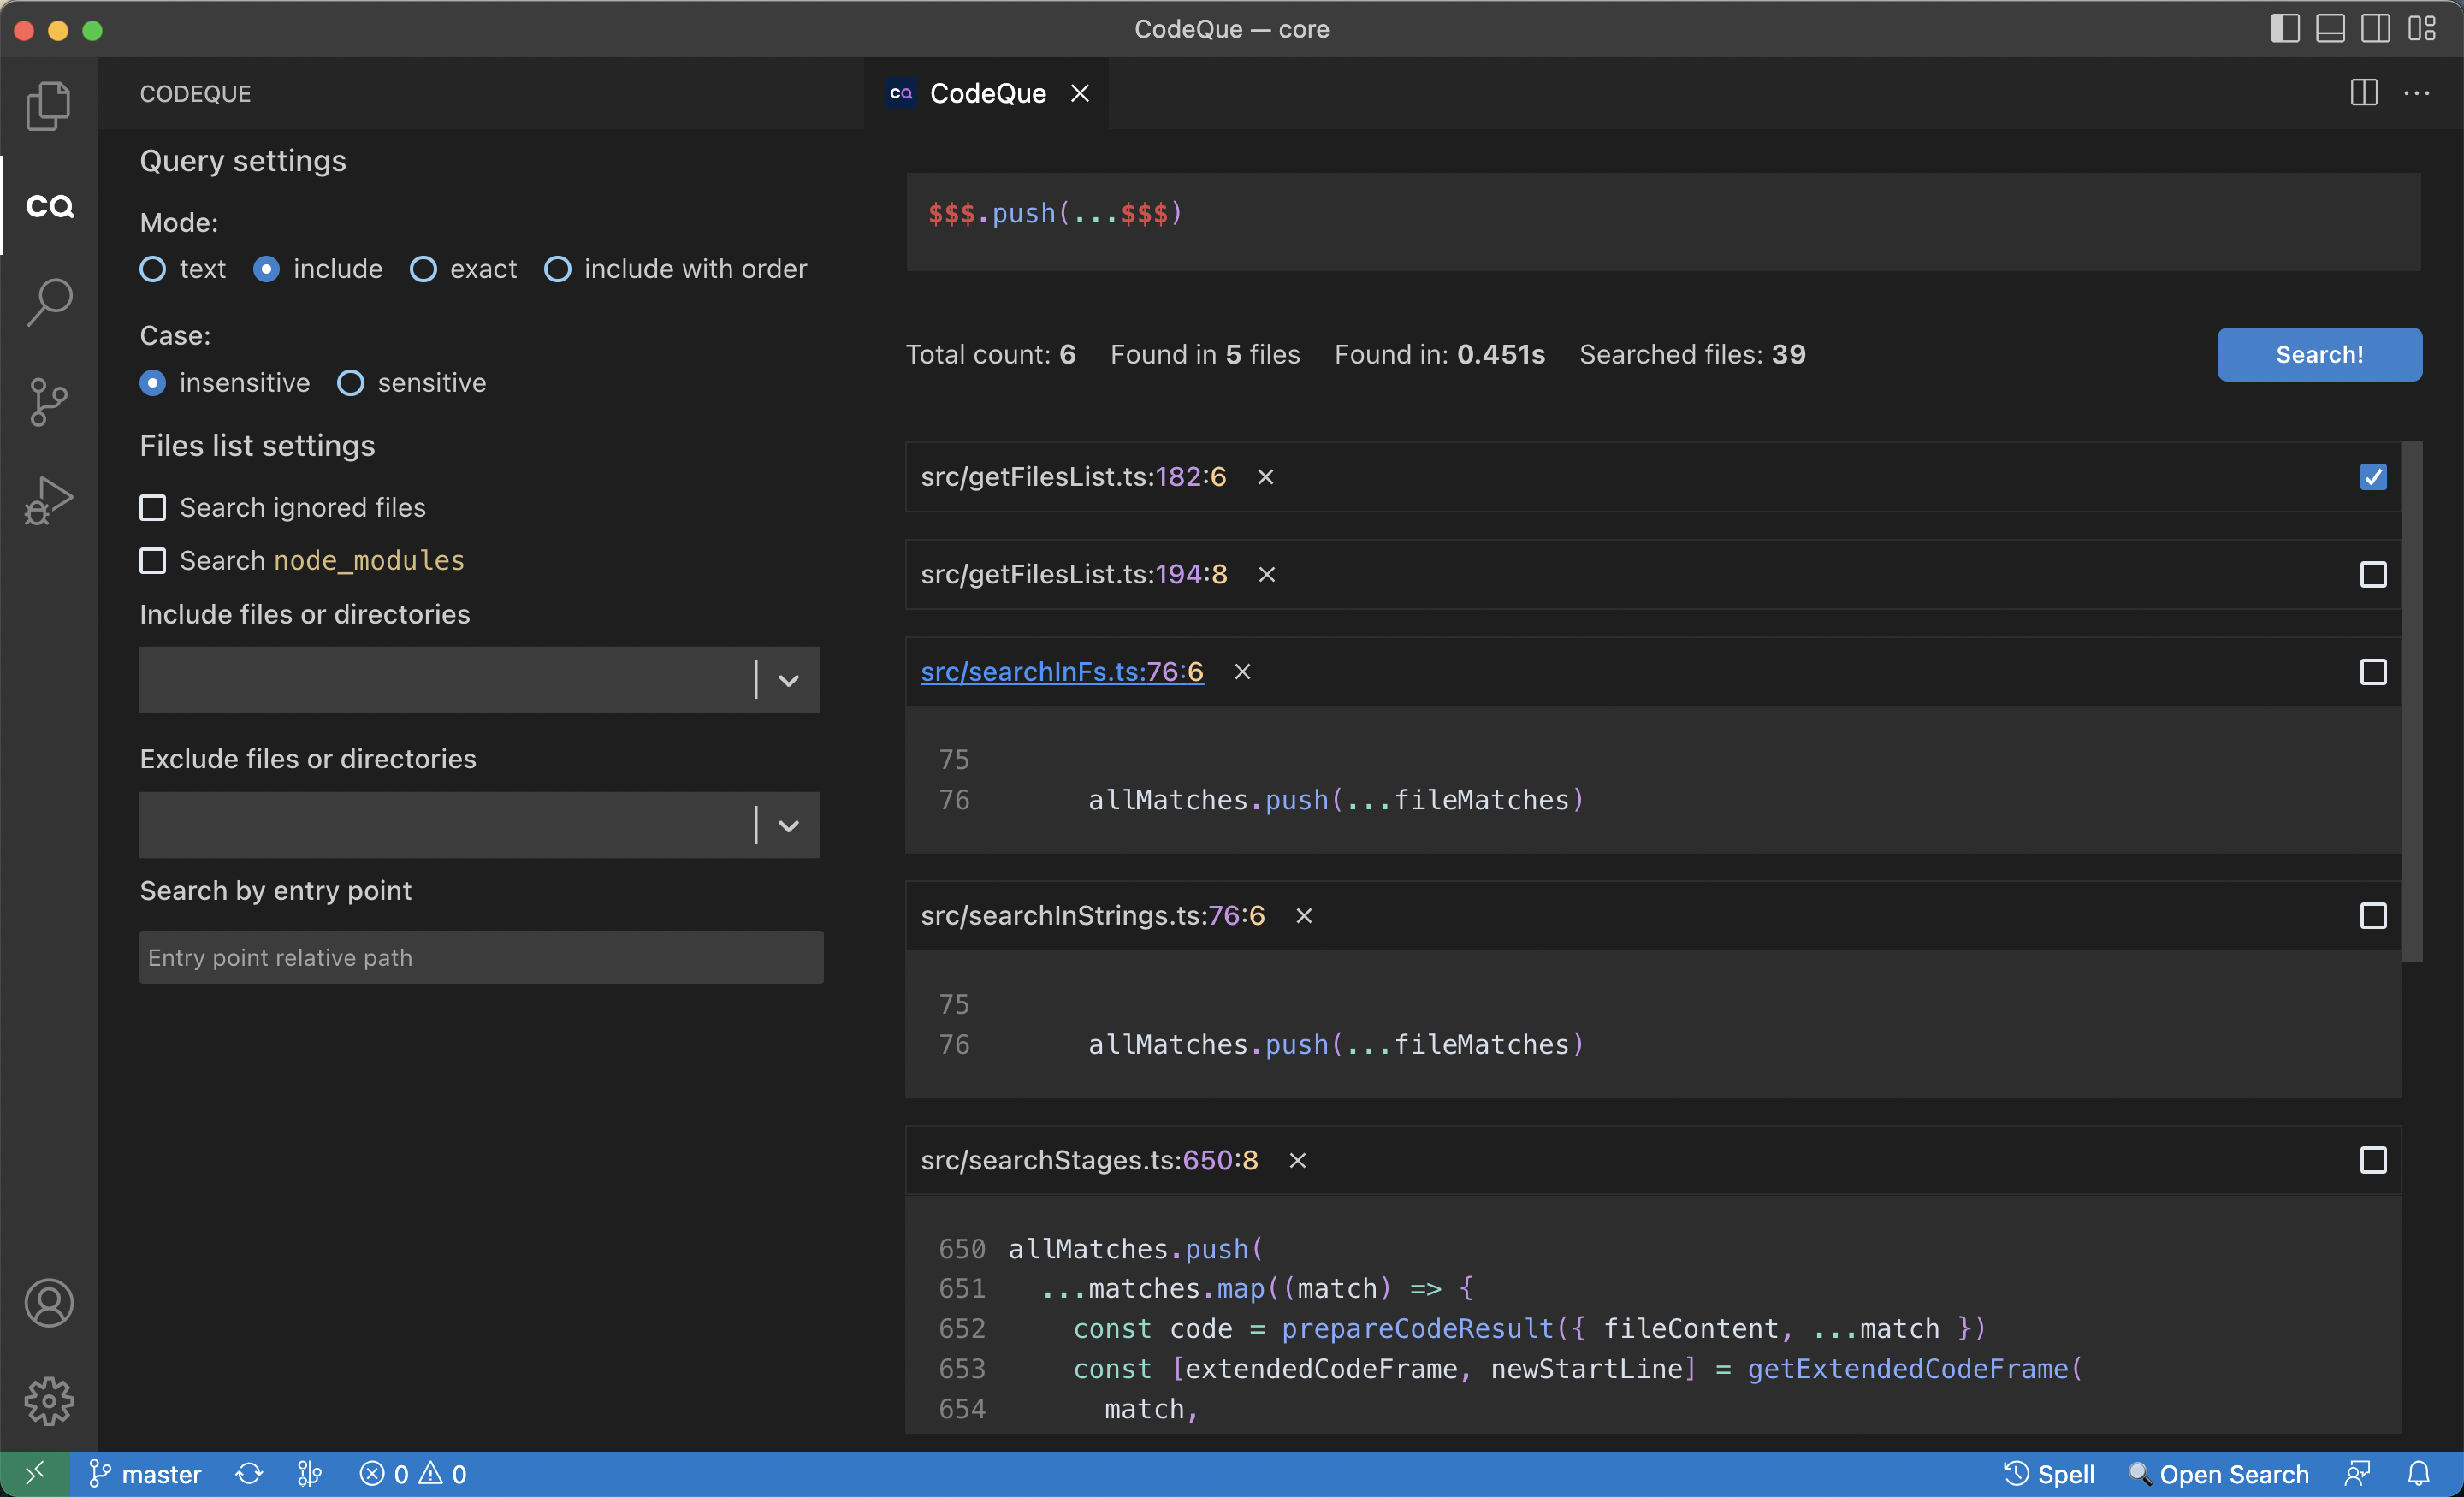 CodeQue — core
CODEQUE
CQ CodeQue
Query settings
CQ
Mode:
text include exact include with order
Case:
insensitive sensitive
Files list settings
Search ignored files
Search node_modules
Include files or directories
Exclude files or directories
Search by entry point
Entry point relative path
$$$.push(...$$$)
Total count: 6 Found in 5 files Found in: 0.451s Searched files: 39
Search!
src/getFilesList.ts:182:6
src/getFilesList.ts:194:8
src/searchInFs.ts:76:6
75
76 allMatches.push(...fileMatches)
src/searchInStrings.ts:76:6
75
76 allMatches.push(...fileMatches)
src/searchStages.ts:650:8
650 allMatches.push(
651 ...matches.map((match) => {
652 const code = prepareCodeResult({ fileContent, ...match })
653 const [extendedCodeFrame, newStartLine] = getExtendedCodeFrame(
654 match,
master 0 0 Spell Open Search